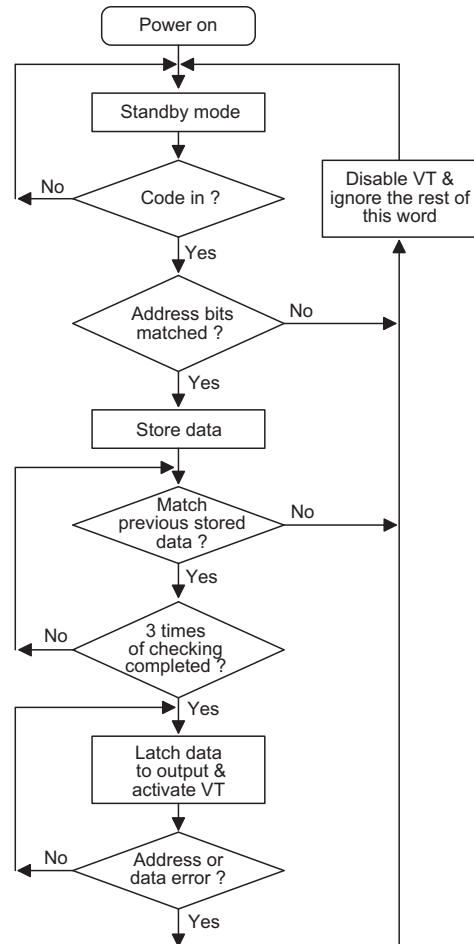 Power on
Standby mode
No
Code in ?
Disable VT &
ignore the rest of
this word
Yes
Address bits
matched ?
No
Yes
Store data
Match
previous stored
data ?
No
Yes
No
3 times
of checking
completed ?
Yes
Latch data
to output &
activate VT
No
Address or
data error ?
Yes